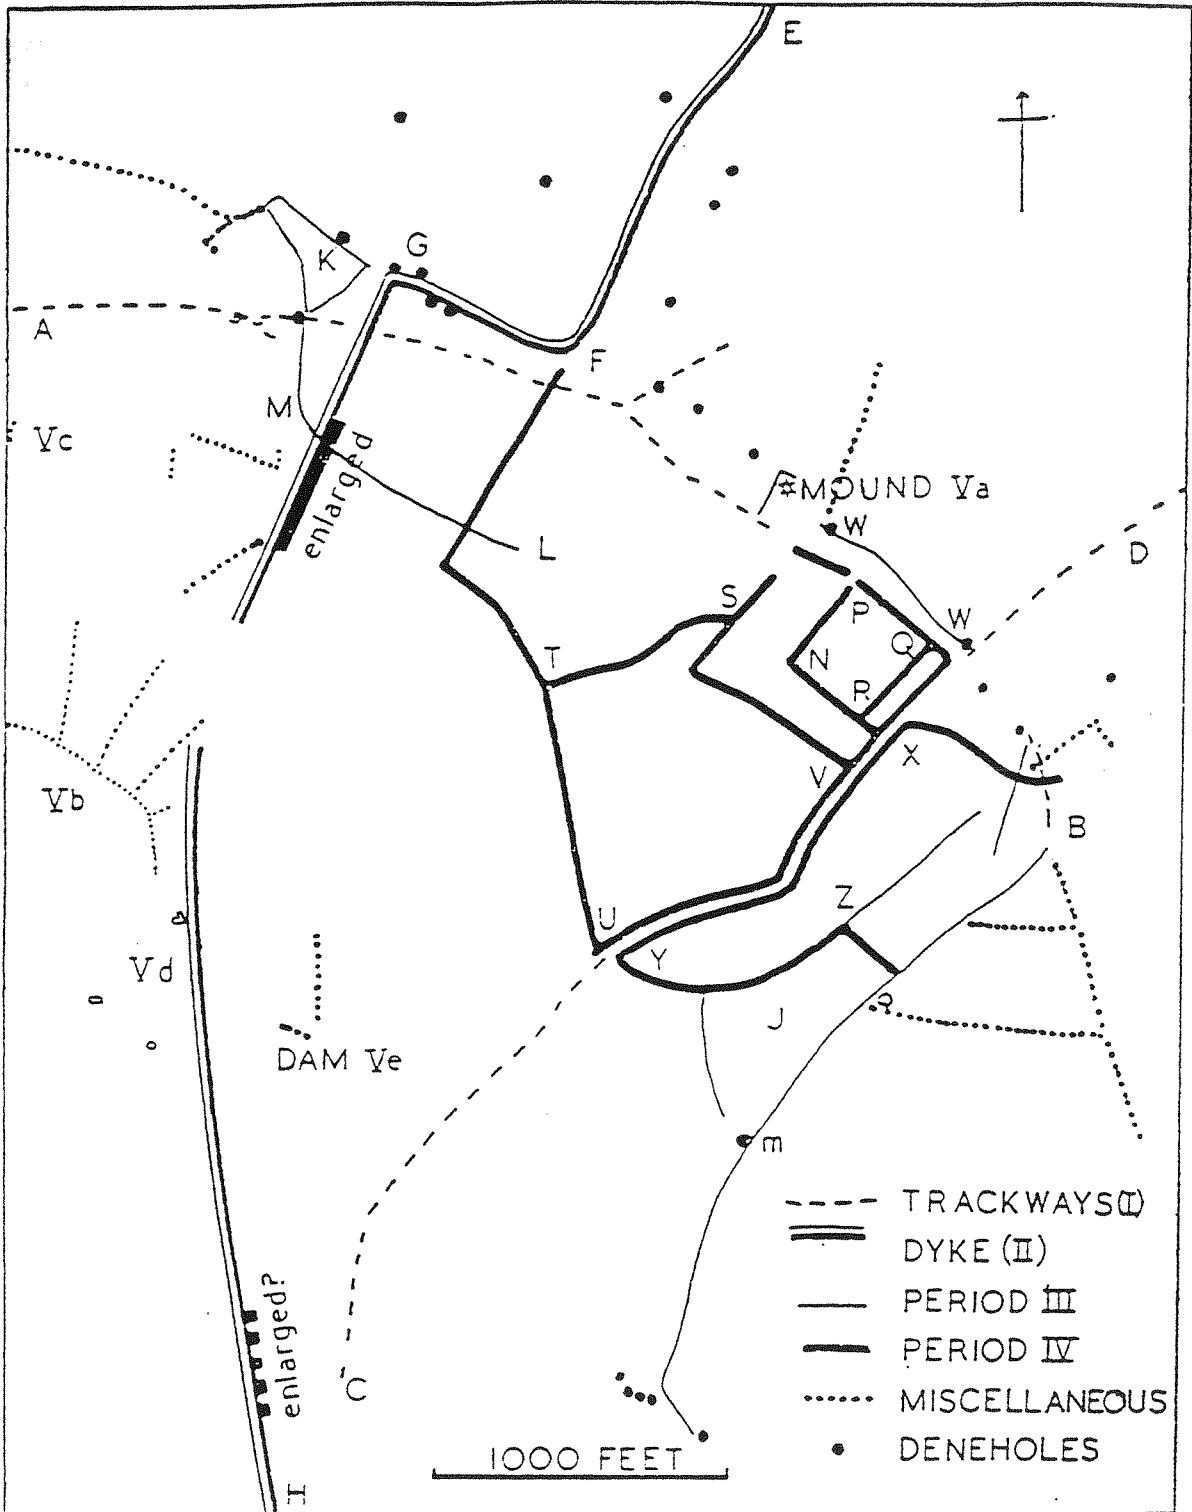 E
G
K
A
F
M
Vc
enlarged
MOUND Va
W
L
D
S
P
W
T
N
Q
R
X
V
Vb
B
Z
U
Y
Vd
J
DAM Ve
m
TRACKWAYS(I)
DYKE (II)
PERIOD III
enlarged?
PERIOD IV
C
MISCELLANEOUS
DENEHOLES
1000 FEET
H